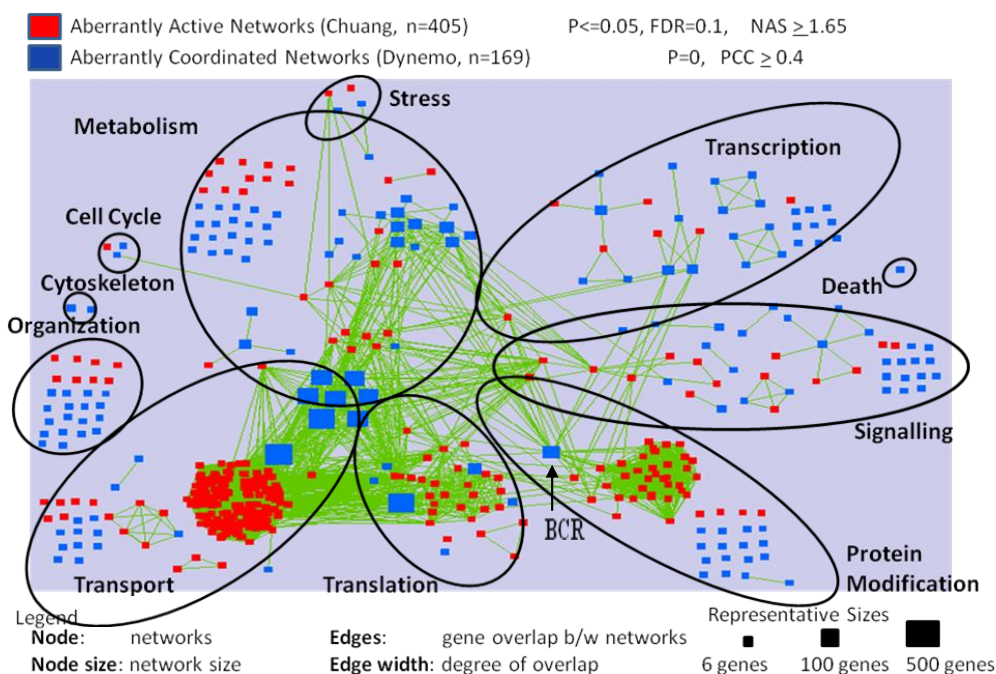 Aberrantly Active Networks (Chuang, n=405) P<=0.05, FDR=0.1, NAS ≥1.65
Aberrantly Coordinated Networks (Dynemo, n=169) P=0, PCC ≥ 0.4
Stress
Metabolism
Transcription
Cell Cycle
Cytoskeleton
Death
Organization
Signalling
BCR
Protein
Modification
Transport
Translation
Legend
Representative Sizes
Node: networks
Edges: gene overlap b/w networks
Node size: network size
Edge width: degree of overlap
6 genes 100 genes 500 genes